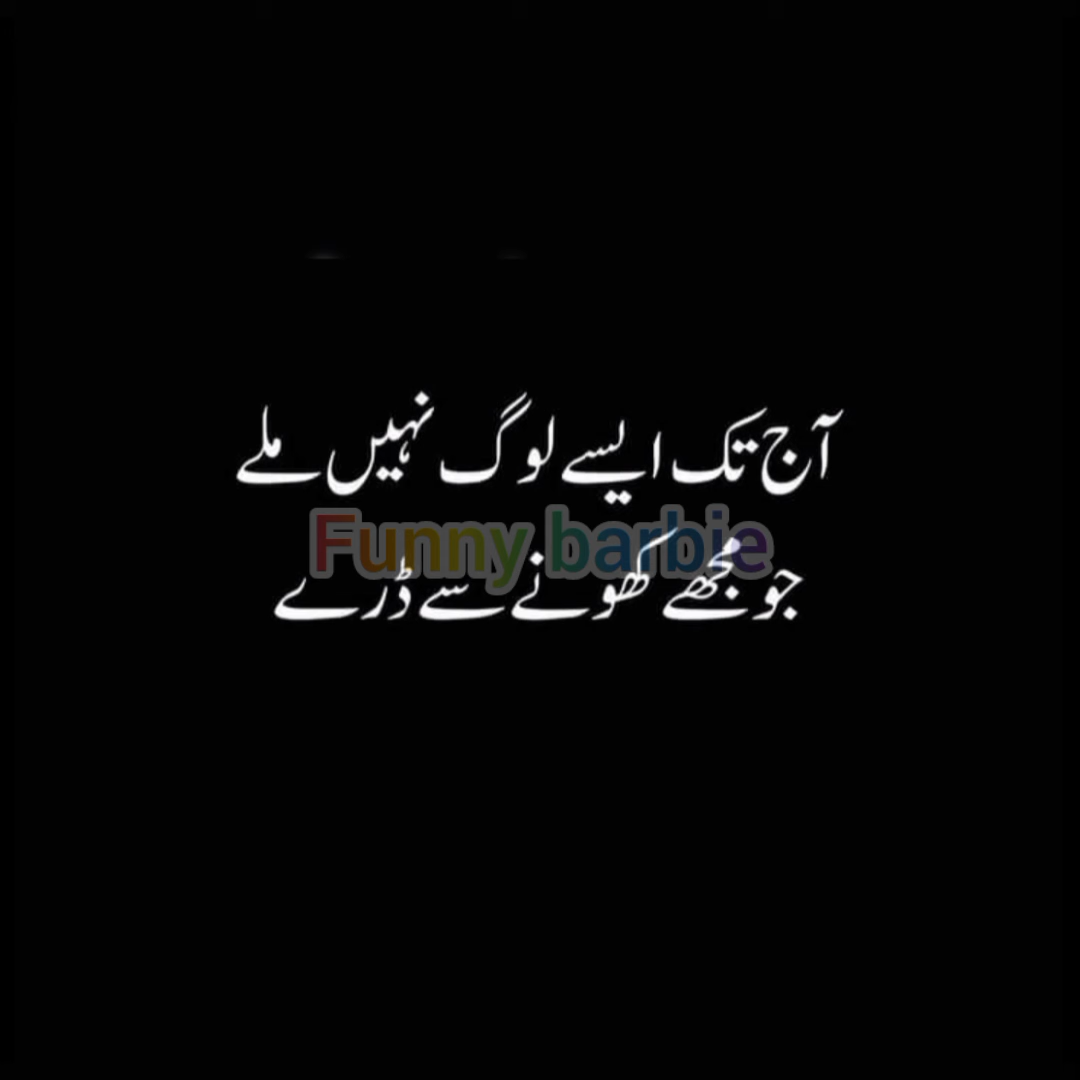 آج تک ایسے لوگ نہیں ملے
Funny barbie
جو مجھے کھونے سے ڈرے